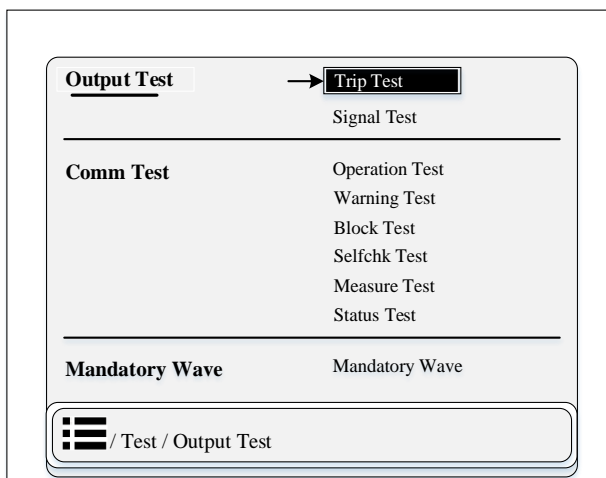 Output Test Trip Test
Signal Test
Comm Test Operation Test
Warning Test
Block Test
Selfchk Test
Measure Test
Status Test
Mandatory Wave Mandatory Wave
/ Test / Output Test